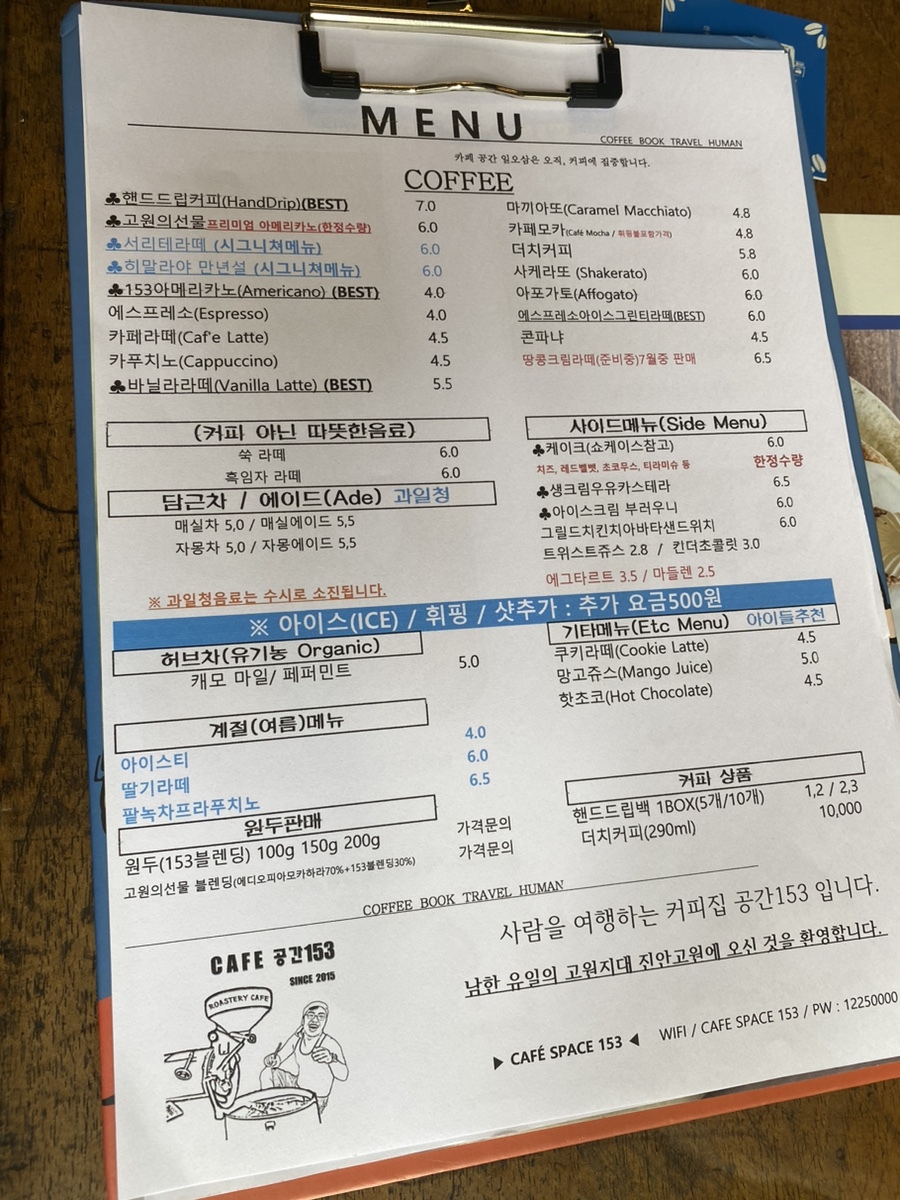 MENU
COFFEE BOOK TRAVEL HUMAN
카페 공간 일오삼은 오직, 커피에 집중합니다.
COFFEE
♣핸드드립커피(HandDrip)(BEST) 7.0
♣고원의선물프리미엄 아메리카노(한정수량) 6.0
♣서리테라떼 (시그니쳐메뉴) 6.0
♣히말라야 만년설 (시그니쳐메뉴) 6.0
♣153아메리카노(Americano) (BEST) 4.0
에스프레소(Espresso) 4.0
카페라떼(Caf'e Latte) 4.5
카푸치노(Cappuccino) 4.5
♣바닐라라떼(Vanilla Latte) (BEST) 5.5
마끼아또(Caramel Macchiato) 4.8
카페모카(Café Mocha / 휘핑불포함가격) 4.8
더치커피 5.8
사케라또 (Shakerato) 6.0
아포가토(Affogato) 6.0
에스프레소아이스그린티라떼(BEST) 6.0
콘파냐 4.5
땅콩크림라떼(준비중)7월중 판매 6.5
(커피 아닌 따뜻한음료)
쑥 라떼 6.0
흑임자 라떼 6.0
담근차 / 에이드(Ade) 과일청
매실차 5,0 / 매실에이드 5,5
자몽차 5,0 / 자몽에이드 5,5
※ 과일청음료는 수시로 소진됩니다.
사이드메뉴(Side Menu)
♣케이크(쇼케이스참고) 6.0
치즈, 레드벨벳, 초코무스, 티라미슈 등 한정수량
♣생크림우유카스테라 6.5
♣아이스크림 부러우니 6.0
그릴드치킨치아바타샌드위치 6.0
트위스트쥬스 2.8 / 킨더초콜릿 3.0
에그타르트 3.5 / 마들렌 2.5
※ 아이스(ICE) / 휘핑 / 샷추가 : 추가 요금500원
허브차(유기농 Organic)
캐모 마일/ 페퍼민트 5.0
기타메뉴(Etc Menu) 아이들추천
쿠키라떼(Cookie Latte) 4.5
망고쥬스(Mango Juice) 5.0
핫초코(Hot Chocolate) 4.5
계절(여름)메뉴
아이스티 4.0
딸기라떼 6.0
팥녹차프라푸치노 6.5
원두판매
원두(153블렌딩) 100g 150g 200g 가격문의
고원의선물 블렌딩(에디오피아모카하라70%+153블렌딩30%) 가격문의
커파 상품
핸드드립백 1BOX(5개/10개) 1,2 / 2,3
더치커피(290ml) 10,000
COFFEE BOOK TRAVEL HUMAN
사람을 여행하는 커피집 공간153 입니다.
남한 유일의 고원지대 진안고원에 오신 것을 환영합니다.
CAFE 공간153
SINCE 2015
ROASTERY CAFE
▶ CAFÉ SPACE 153 ◀ WIFI / CAFE SPACE 153 / PW : 12250000